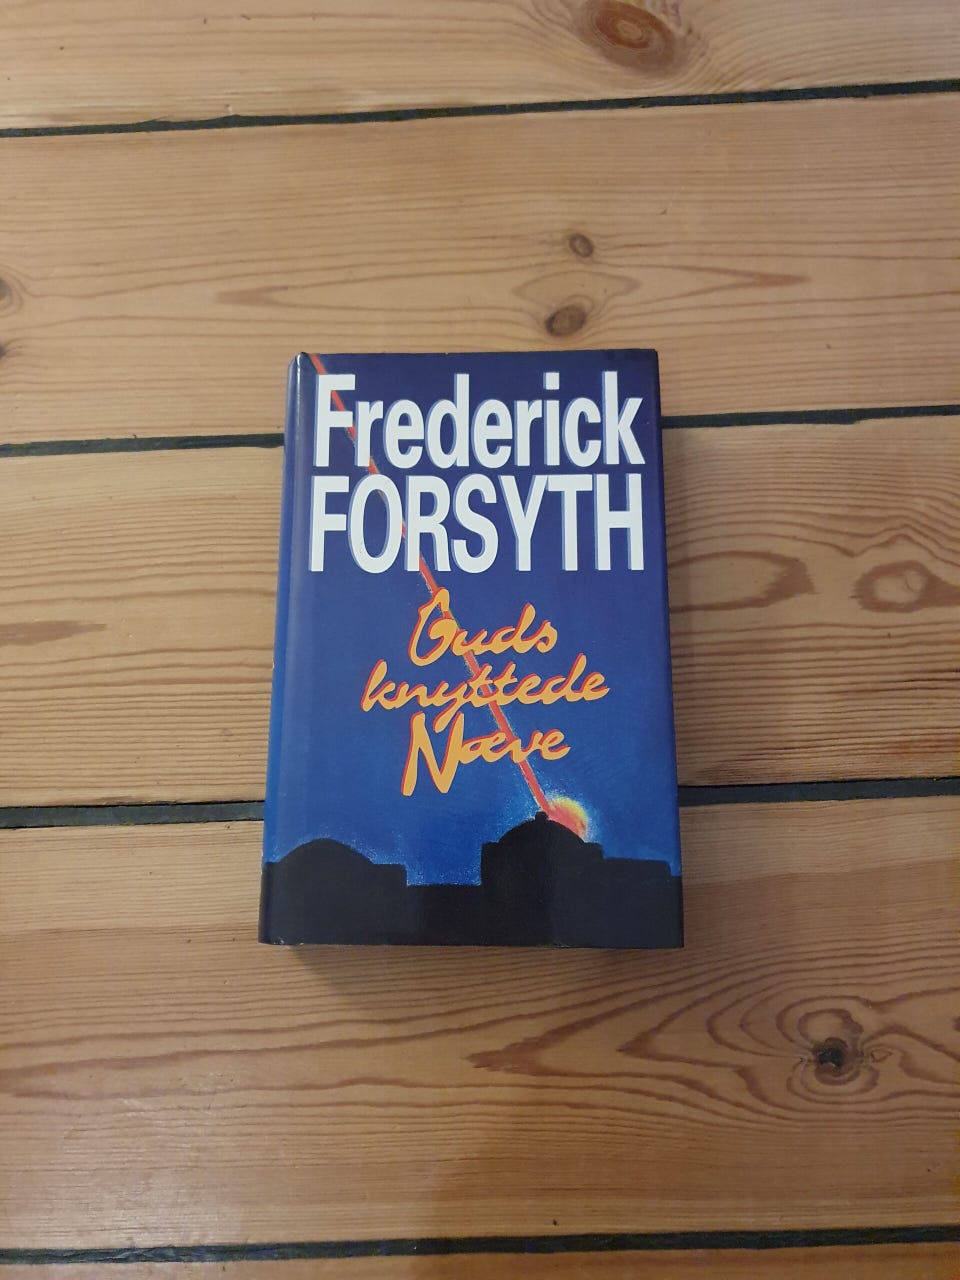 Frederick
FORSYTH
Guds
knyttede
Næve